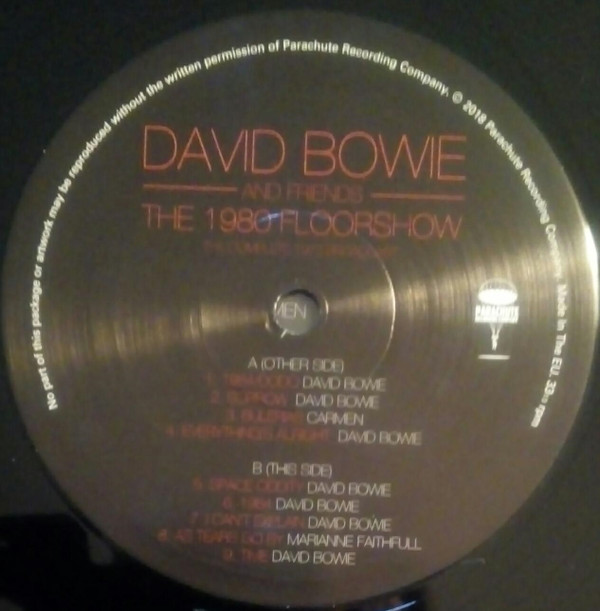 No part of this package or artwork may be reproduced without the written permission of Parachute Recording Company. © 2018 Parachute Recording Company. Made In The EU. 33⅓ rpm
DAVID BOWIE
AND FRIENDS
THE 1980 FLOORSHOW
MEN
PARACHUTE
A (OTHER SIDE)
1. 1984/DODO DAVID BOWIE
2. SORROW DAVID BOWIE
3. BULERIAS CARMEN
4. EVERYTHING'S ALRIGHT DAVID BOWIE
B (THIS SIDE)
5. SPACE ODDITY DAVID BOWIE
6. 1984 DAVID BOWIE
7. I CAN'T EXPLAIN DAVID BOWIE
8. AS TEARS GO BY MARIANNE FAITHFULL
9. TIME DAVID BOWIE